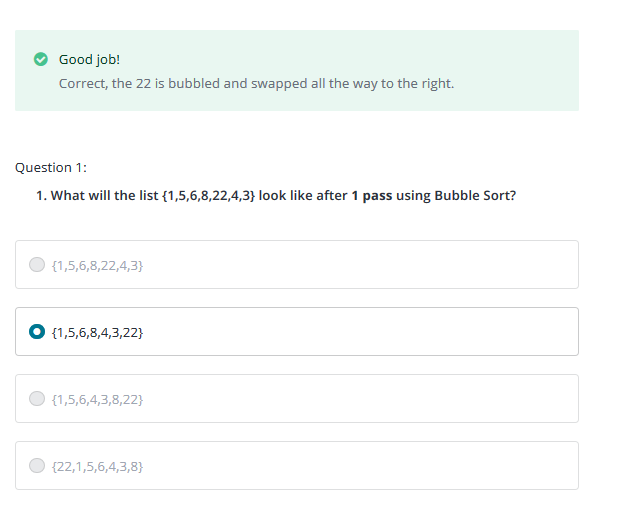 Good job!
Correct, the 22 is bubbled and swapped all the way to the right.
Question 1:
1. What will the list {1,5,6,8,22,4,3} look like after 1 pass using Bubble Sort?
{1,5,6,8,22,4,3}
{1,5,6,8,4,3,22}
{1,5,6,4,3,8,22}
{22,1,5,6,4,3,8}